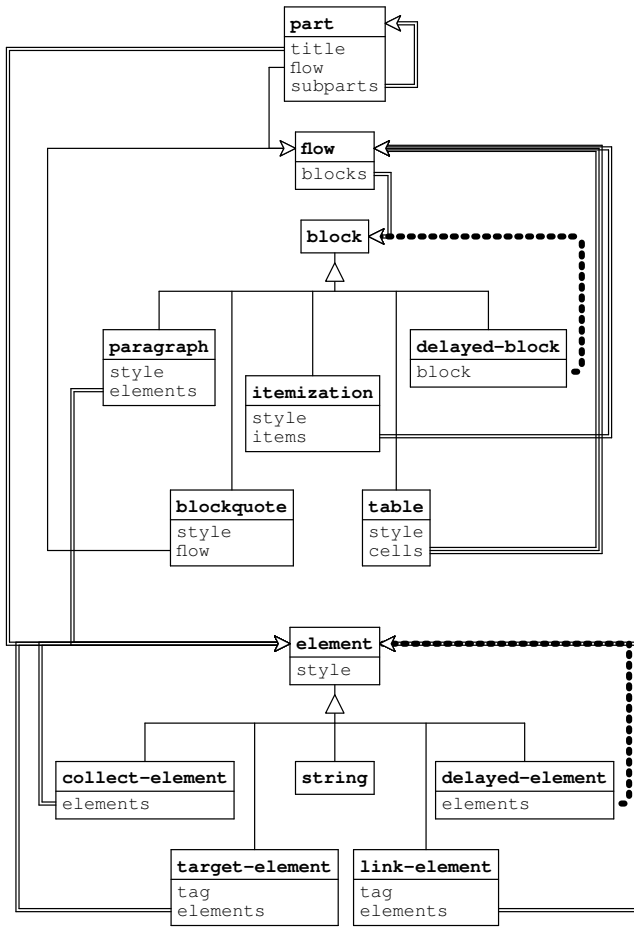 part
title
flow
subparts
flow
blocks
block
paragraph
style
elements
delayed-block
block
itemization
style
items
blockquote
style
flow
table
style
cells
element
style
collect-element
elements
string
delayed-element
elements
target-element
tag
elements
link-element
tag
elements